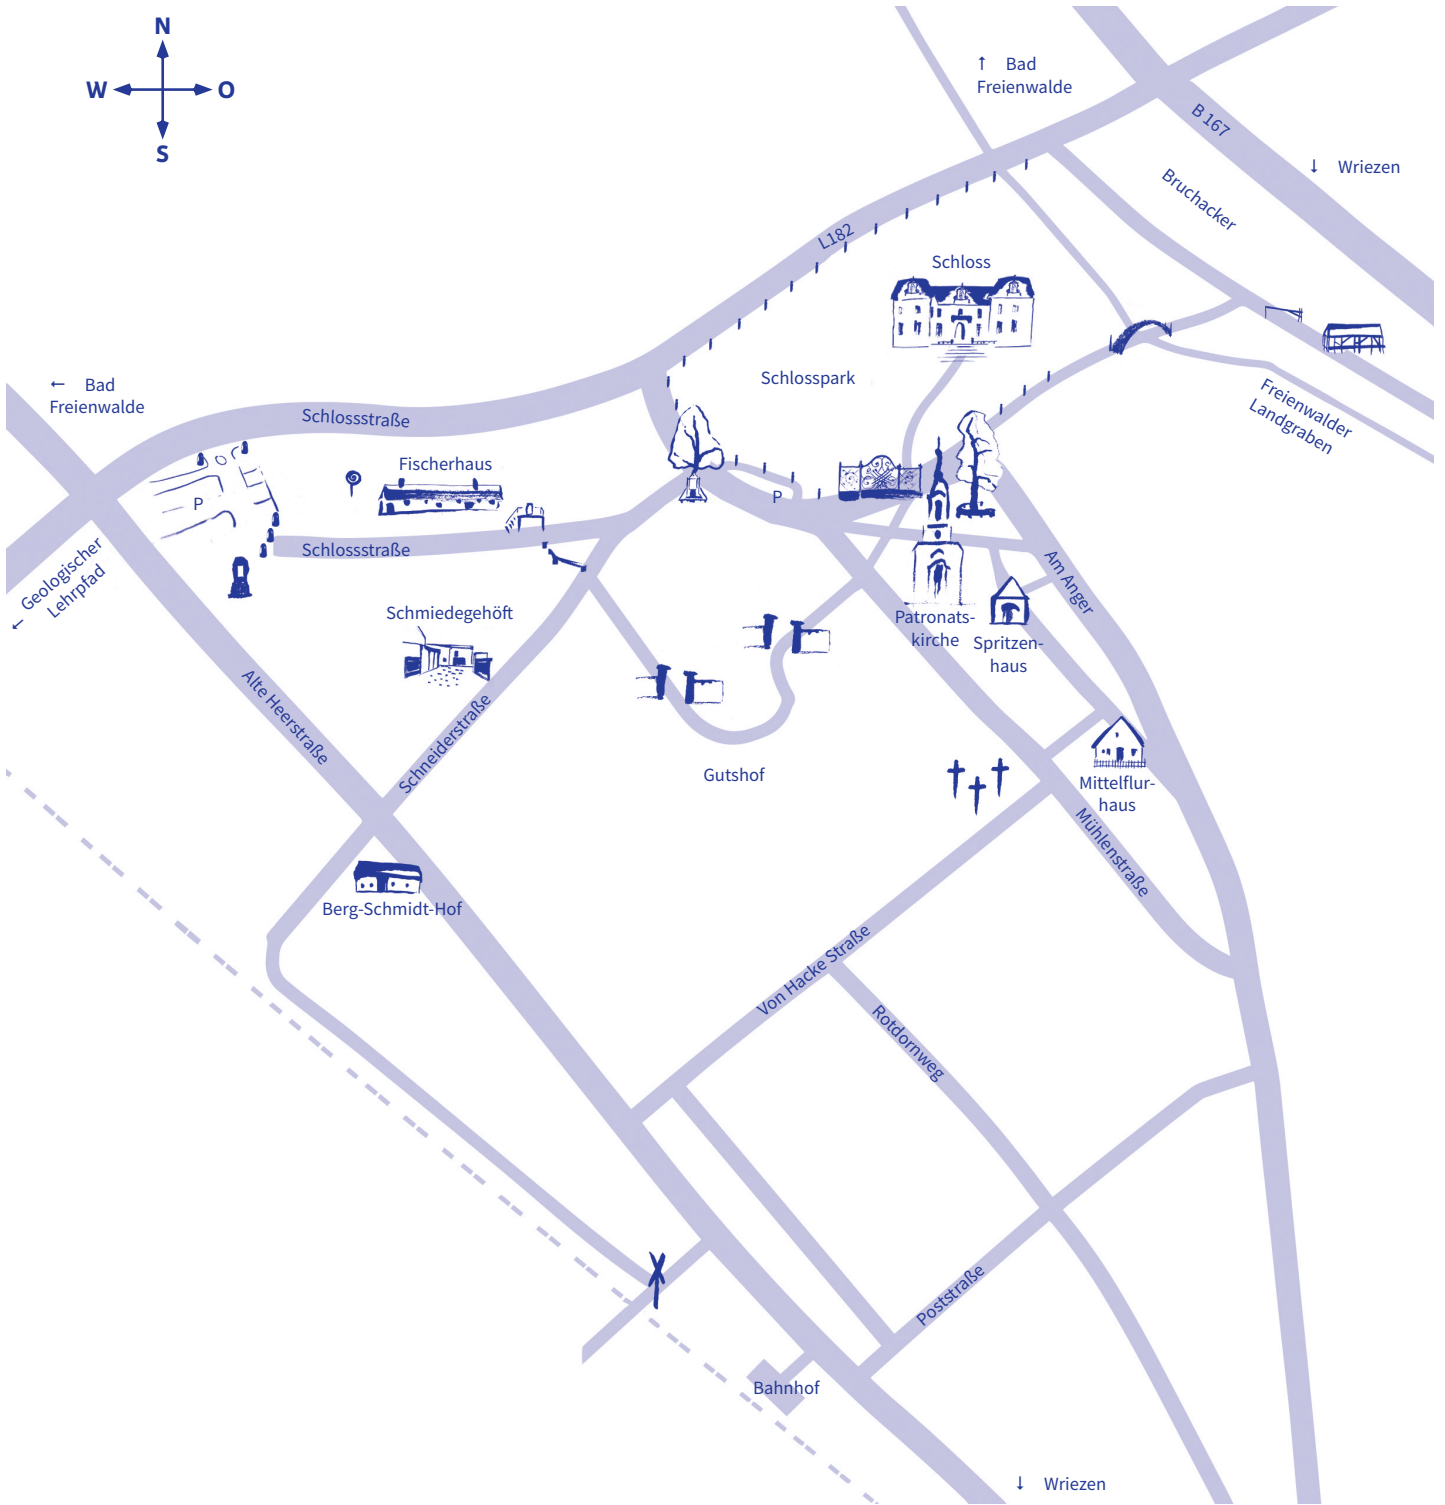 N
W O
S
↑ Bad
Freienwalde
B 167
↓ Wriezen
Bruchacker
L182
Schloss
Schlosspark
← Bad
Freienwalde
Schlossstraße
Freienwalder
Landgraben
Fischerhaus
P
P
Schlossstraße
← Geologischer
Lehrpfad
Am Anger
Schmiedegehöft
Patronats-
kirche
Spritzen-
haus
Alte Heerstraße
Schneiderstraße
Gutshof
Mittelflur-
haus
Mühlenstraße
Berg-Schmidt-Hof
Von Hacke Straße
Rotdornweg
Poststraße
Bahnhof
↓ Wriezen